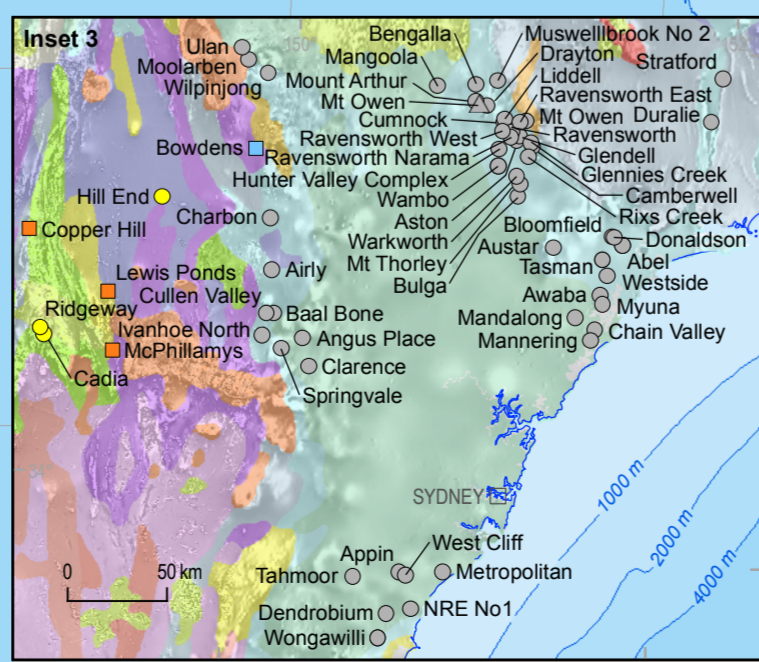 Inset 3
150
152
Ulan
Moolarben
Wilpinjong
Bengalla
Mangoola
Mount Arthur
Mt Owen
Cumnock
Ravensworth West
Ravensworth Narama
Hunter Valley Complex
Wambo
Aston
Warkworth
Mt Thorley
Bulga
Muswelllbrook No 2
Drayton
Liddell
Ravensworth East
Mt Owen
Ravensworth
Glendell
Glennies Creek
Camberwell
Rixs Creek
Stratford
Duralie
Bowdens
Hill End
Charbon
Copper Hill
Airly
Lewis Ponds
Cullen Valley
Ridgeway
Baal Bone
Ivanhoe North
Angus Place
McPhillamys
Clarence
Cadia
Springvale
Bloomfield
Donaldson
Austar
Abel
Tasman
Westside
Awaba
Myuna
Mandalong
Chain Valley
Mannering
SYDNEY
1000 m
2000 m
4000 m
West Cliff
Appin
Tahmoor
Metropolitan
Dendrobium
NRE No1
Wongawilli
0 50 km